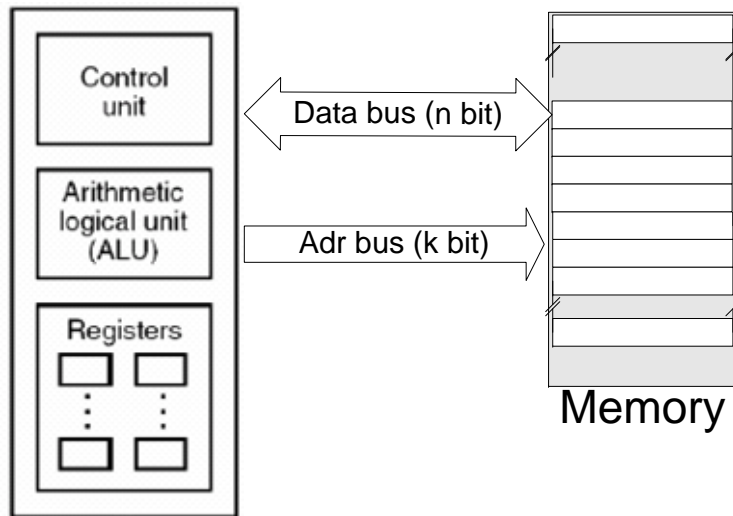 Control
unit
Arithmetic
logical unit
(ALU)
Registers
Data bus (n bit)
Adr bus (k bit)
Memory